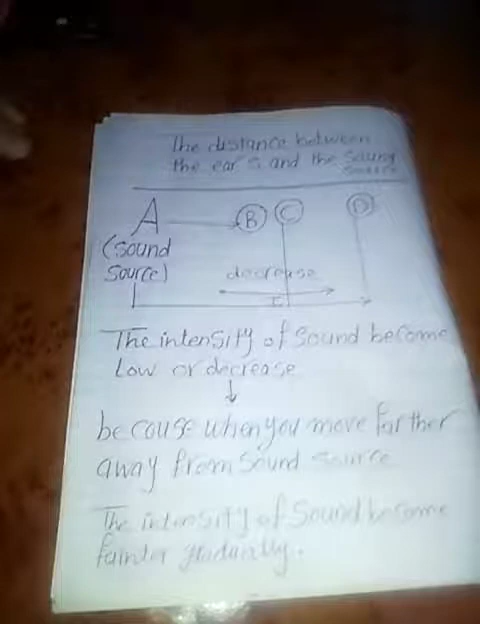 The distance between
the ear s and the sound
source
A B C D
(sound
source)
decrease
The intensity of sound become
Low or decrease
because when you move farther
away from sound source
The intensity of sound become
fainter gradually.